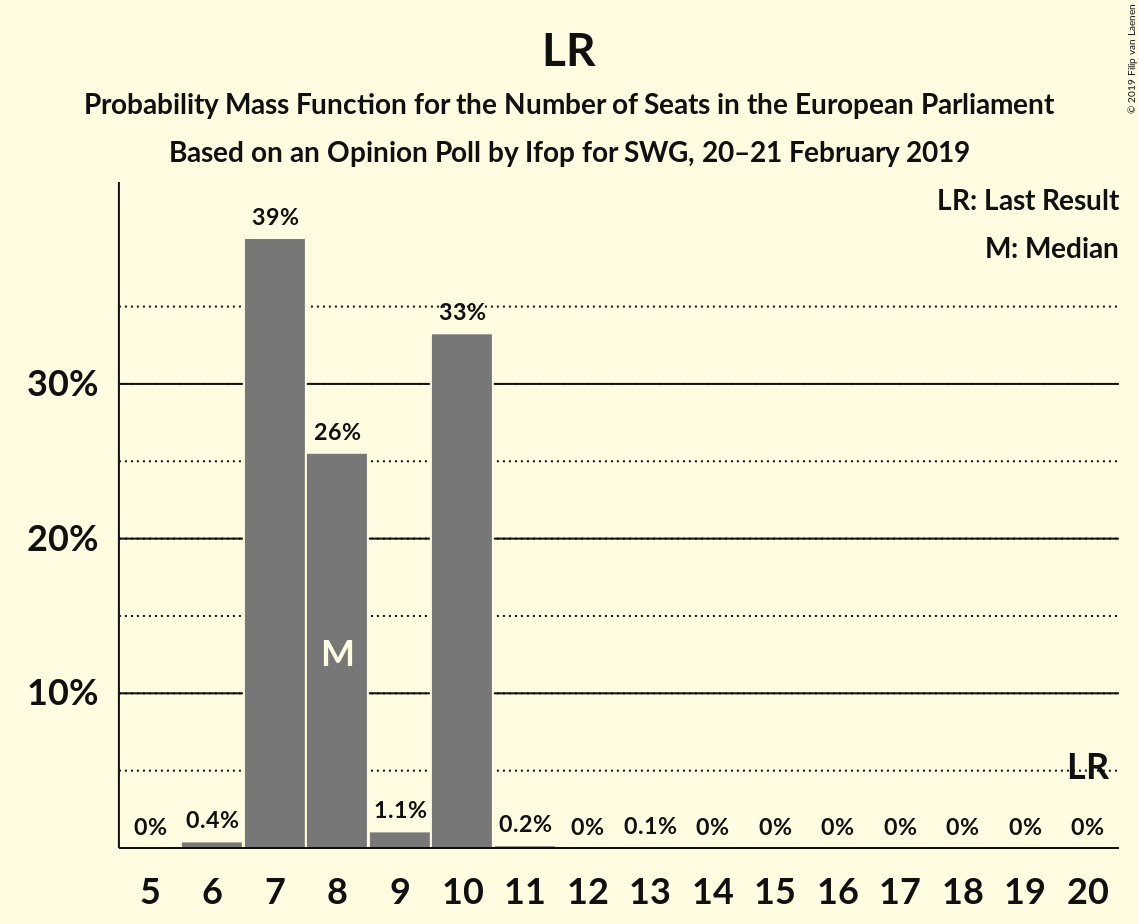 LR
Probability Mass Function for the Number of Seats in the European Parliament
Based on an Opinion Poll by Ifop for SWG, 20–21 February 2019
© 2019 Filip van Laenen
LR: Last Result
M: Median
39%
33%
30%
26%
20%
M
10%
LR
0% 0.4% 1.1% 0.2% 0% 0.1% 0% 0% 0% 0% 0% 0% 0%
5 6 7 8 9 10 11 12 13 14 15 16 17 18 19 20